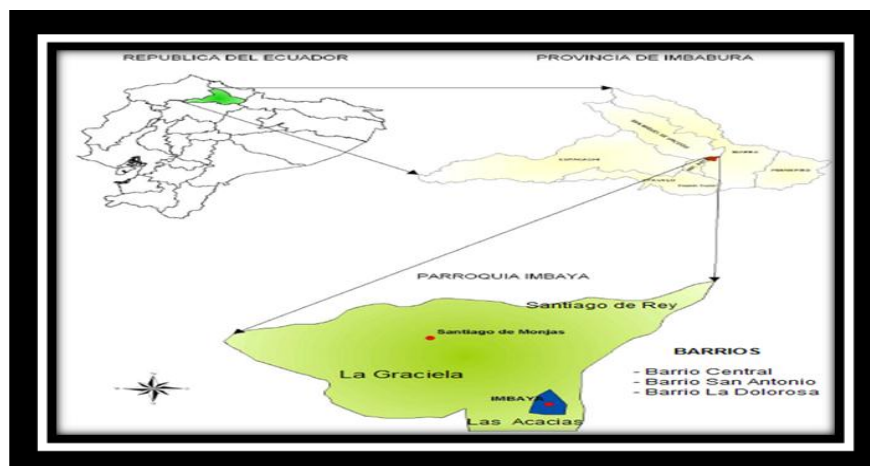 REPUBLICA DEL ECUADOR
PROVINCIA DE IMBABURA
PARROQUIA IMBAYA
Santiago de Rey
Santiago de Monjas
La Graciela
IMBAYA
Las Acacias
BARRIOS
- Barrio Central
- Barrio San Antonio
- Barrio La Dolorosa